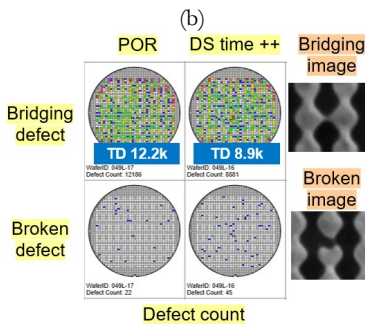 (b)
POR
DS time ++
Bridging
image
Bridging
defect
TD 12.2k
TD 8.9k
WaferID: 049L-17
Defect Count: 12186
WaferID: 049L-16
Defect Count: 8881
Broken
image
Broken
defect
WaferID: 049L-17
Defect Count: 22
WaferID: 049L-16
Defect Count: 45
Defect count